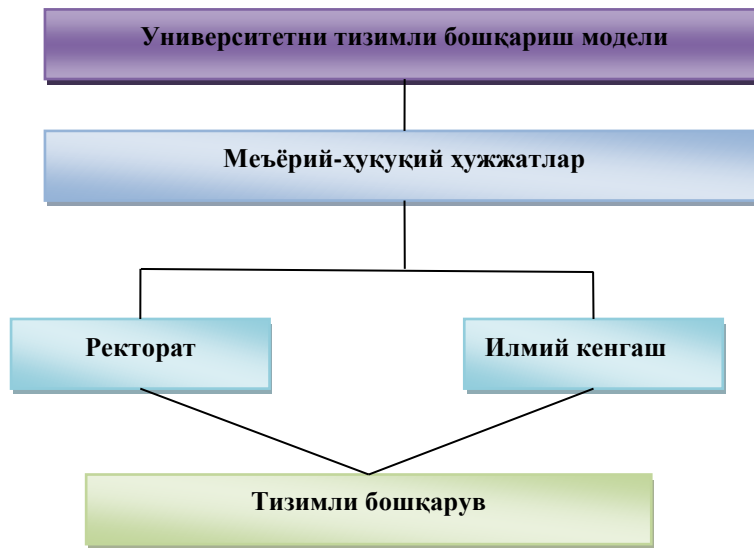 Университетни тизимли бошқариш модели
Меъёрий-ҳуқуқий ҳужжатлар
Ректорат
Илмий кенгаш
Тизимли бошқарув